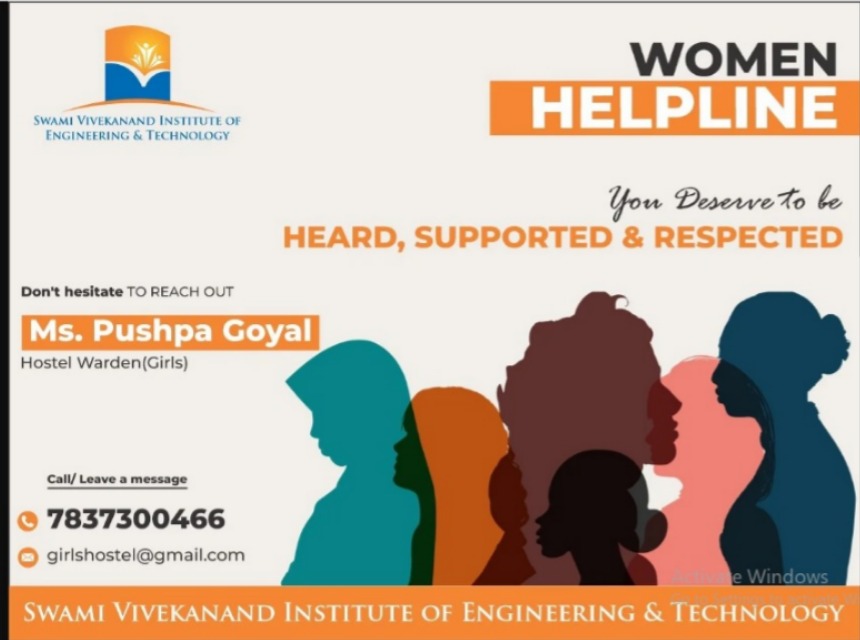 SWAMI VIVEKANAND INSTITUTE OF
ENGINEERING & TECHNOLOGY
WOMEN
HELPLINE
You Deserve to be
HEARD, SUPPORTED & RESPECTED
Don't hesitate TO REACH OUT
Ms. Pushpa Goyal
Hostel Warden(Girls)
Call/ Leave a message
7837300466
girlshostel@gmail.com
Activate Windows
SWAMI VIVEKANAND INSTITUTE OF ENGINEERING & TECHNOLOGY